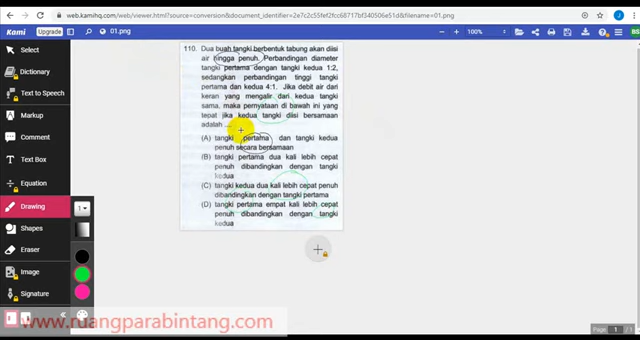 web.kamihq.com/web/viewer.html?source=conversion&document_identifier=2e7c2c55fef2fcc68717bf340506e51d&filename=01.png
Kami Upgrade 01.png 100%
Select
Dictionary
Text to Speech
Markup
Comment
Text Box
Equation
Drawing
1
Shapes
Eraser
Image
Signature
110. Dua buah tangki berbentuk tabung akan diisi
air hingga penuh. Perbandingan diameter
tangki pertama dengan tangki kedua 1:2,
sedangkan perbandingan tinggi tangki
pertama dan kedua 4:1. Jika debit air dari
keran yang mengalir dari kedua tangki
sama, maka pernyataan di bawah ini yang
tepat jika kedua tangki diisi bersamaan
adalah ....
(A) tangki pertama dan tangki kedua
penuh secara bersamaan
(B) tangki pertama dua kali lebih cepat
penuh dibandingkan dengan tangki
kedua
(C) tangki kedua dua kali lebih cepat penuh
dibandingkan dengan tangki pertama
(D) tangki pertama empat kali lebih cepat
penuh dibandingkan dengan tangki
kedua
www.ruangparabintang.com
Page 1 / 1